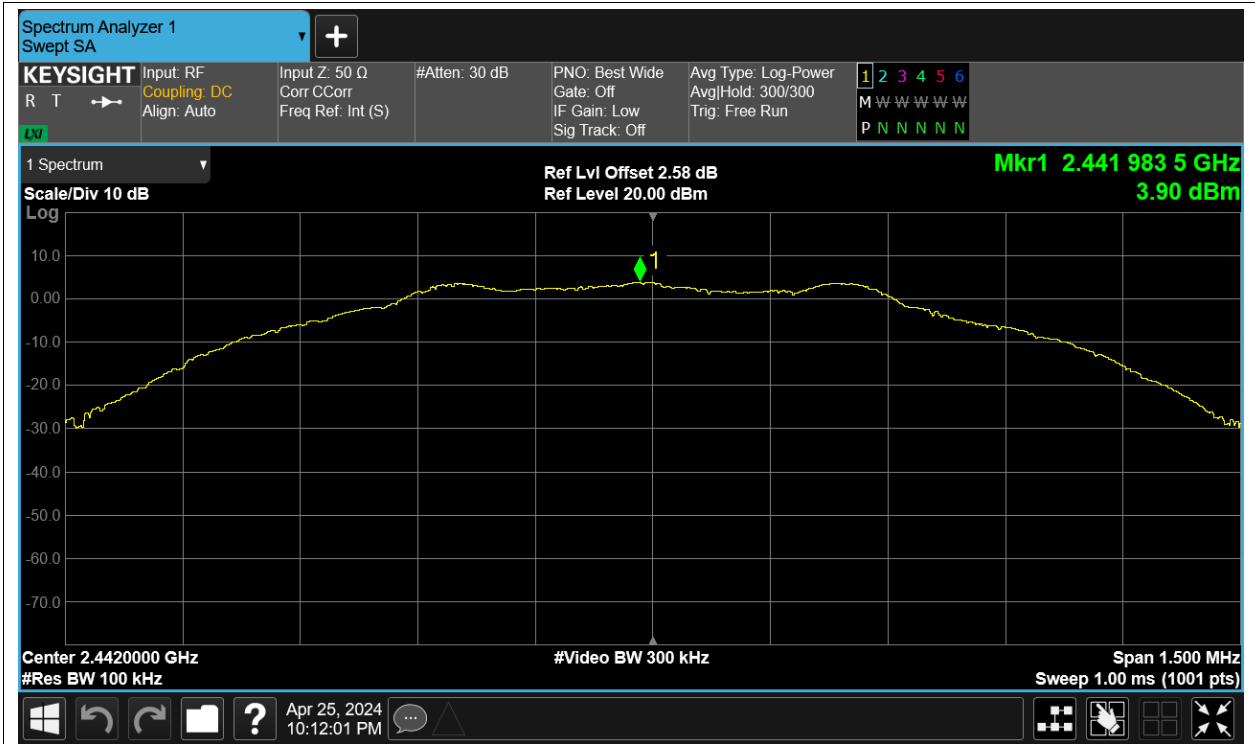 Spectrum Analyzer 1
Swept SA
KEYSIGHT
R T
LXI
Input: RF
Coupling: DC
Align: Auto
Input Z: 50 Ω
Corr CCorr
Freq Ref: Int (S)
#Atten: 30 dB
PNO: Best Wide
Gate: Off
IF Gain: Low
Sig Track: Off
Avg Type: Log-Power
Avg|Hold: 300/300
Trig: Free Run
1 2 3 4 5 6
M W W W W W
P N N N N N
1 Spectrum
Scale/Div 10 dB
Log
Ref Lvl Offset 2.58 dB
Ref Level 20.00 dBm
Mkr1 2.441 983 5 GHz
3.90 dBm
1
10.0
0.00
-10.0
-20.0
-30.0
-40.0
-50.0
-60.0
-70.0
Center 2.4420000 GHz
#Res BW 100 kHz
#Video BW 300 kHz
Span 1.500 MHz
Sweep 1.00 ms (1001 pts)
?
Apr 25, 2024
10:12:01 PM